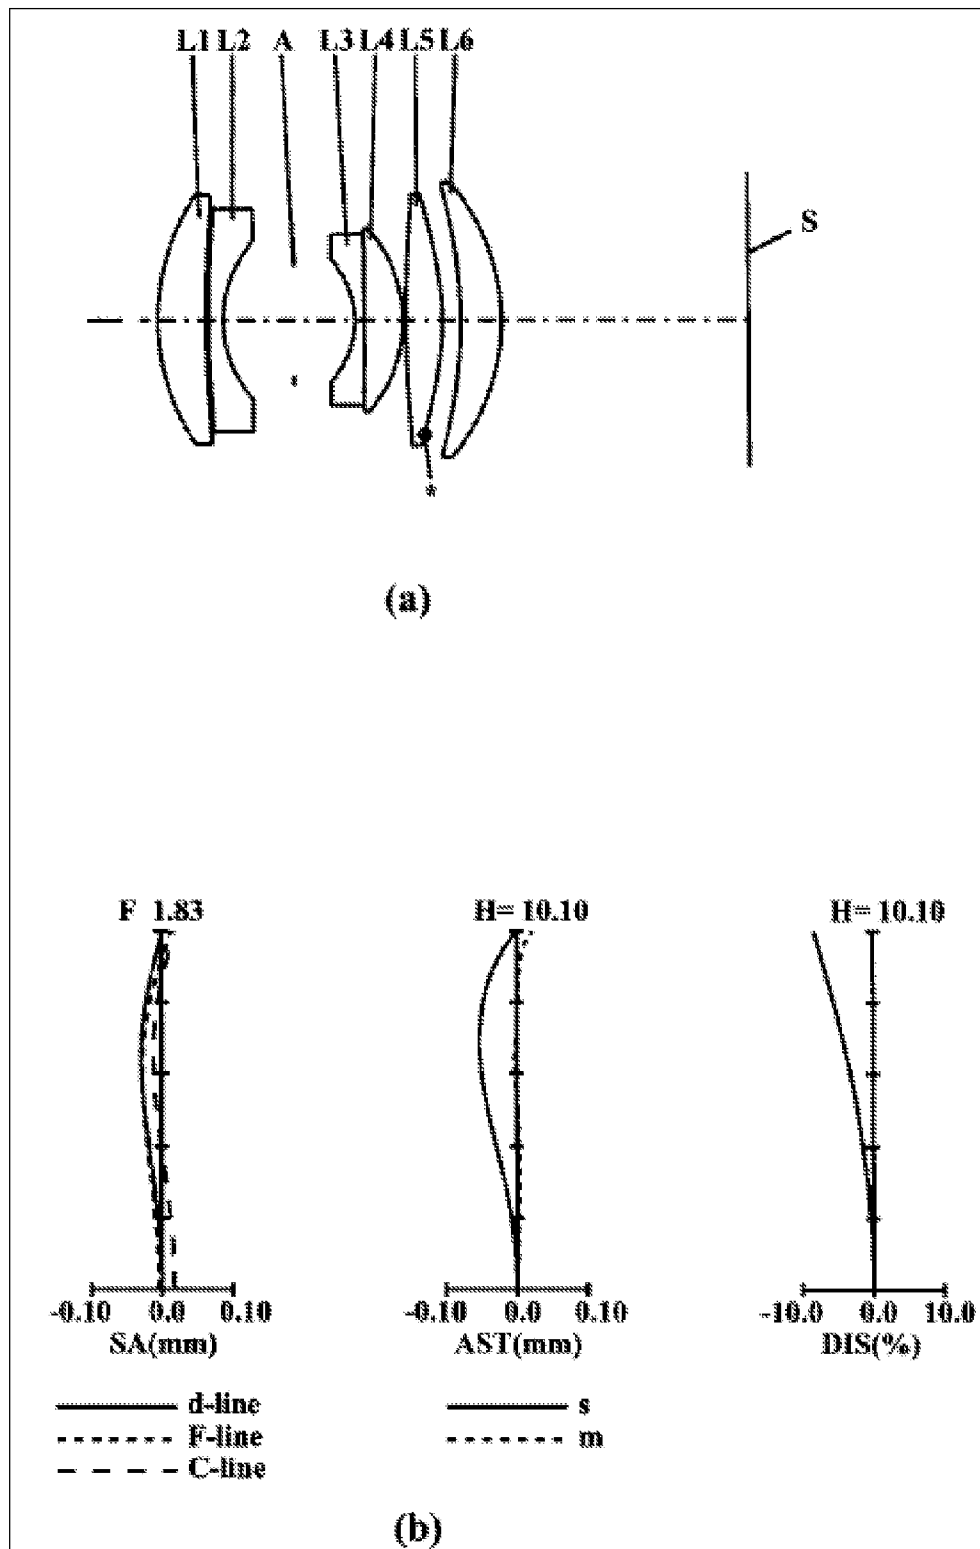 L1 L2 A L3 L4 L5 L6
S
*
(a)
F 1.83 H= 10.10 H= 10.10
-0.10 0.0 0.10 -0.10 0.0 0.10 -10.0 0.0 10.0
SA(mm) AST(mm) DIS(%)
d-line s
F-line m
C-line
(b)